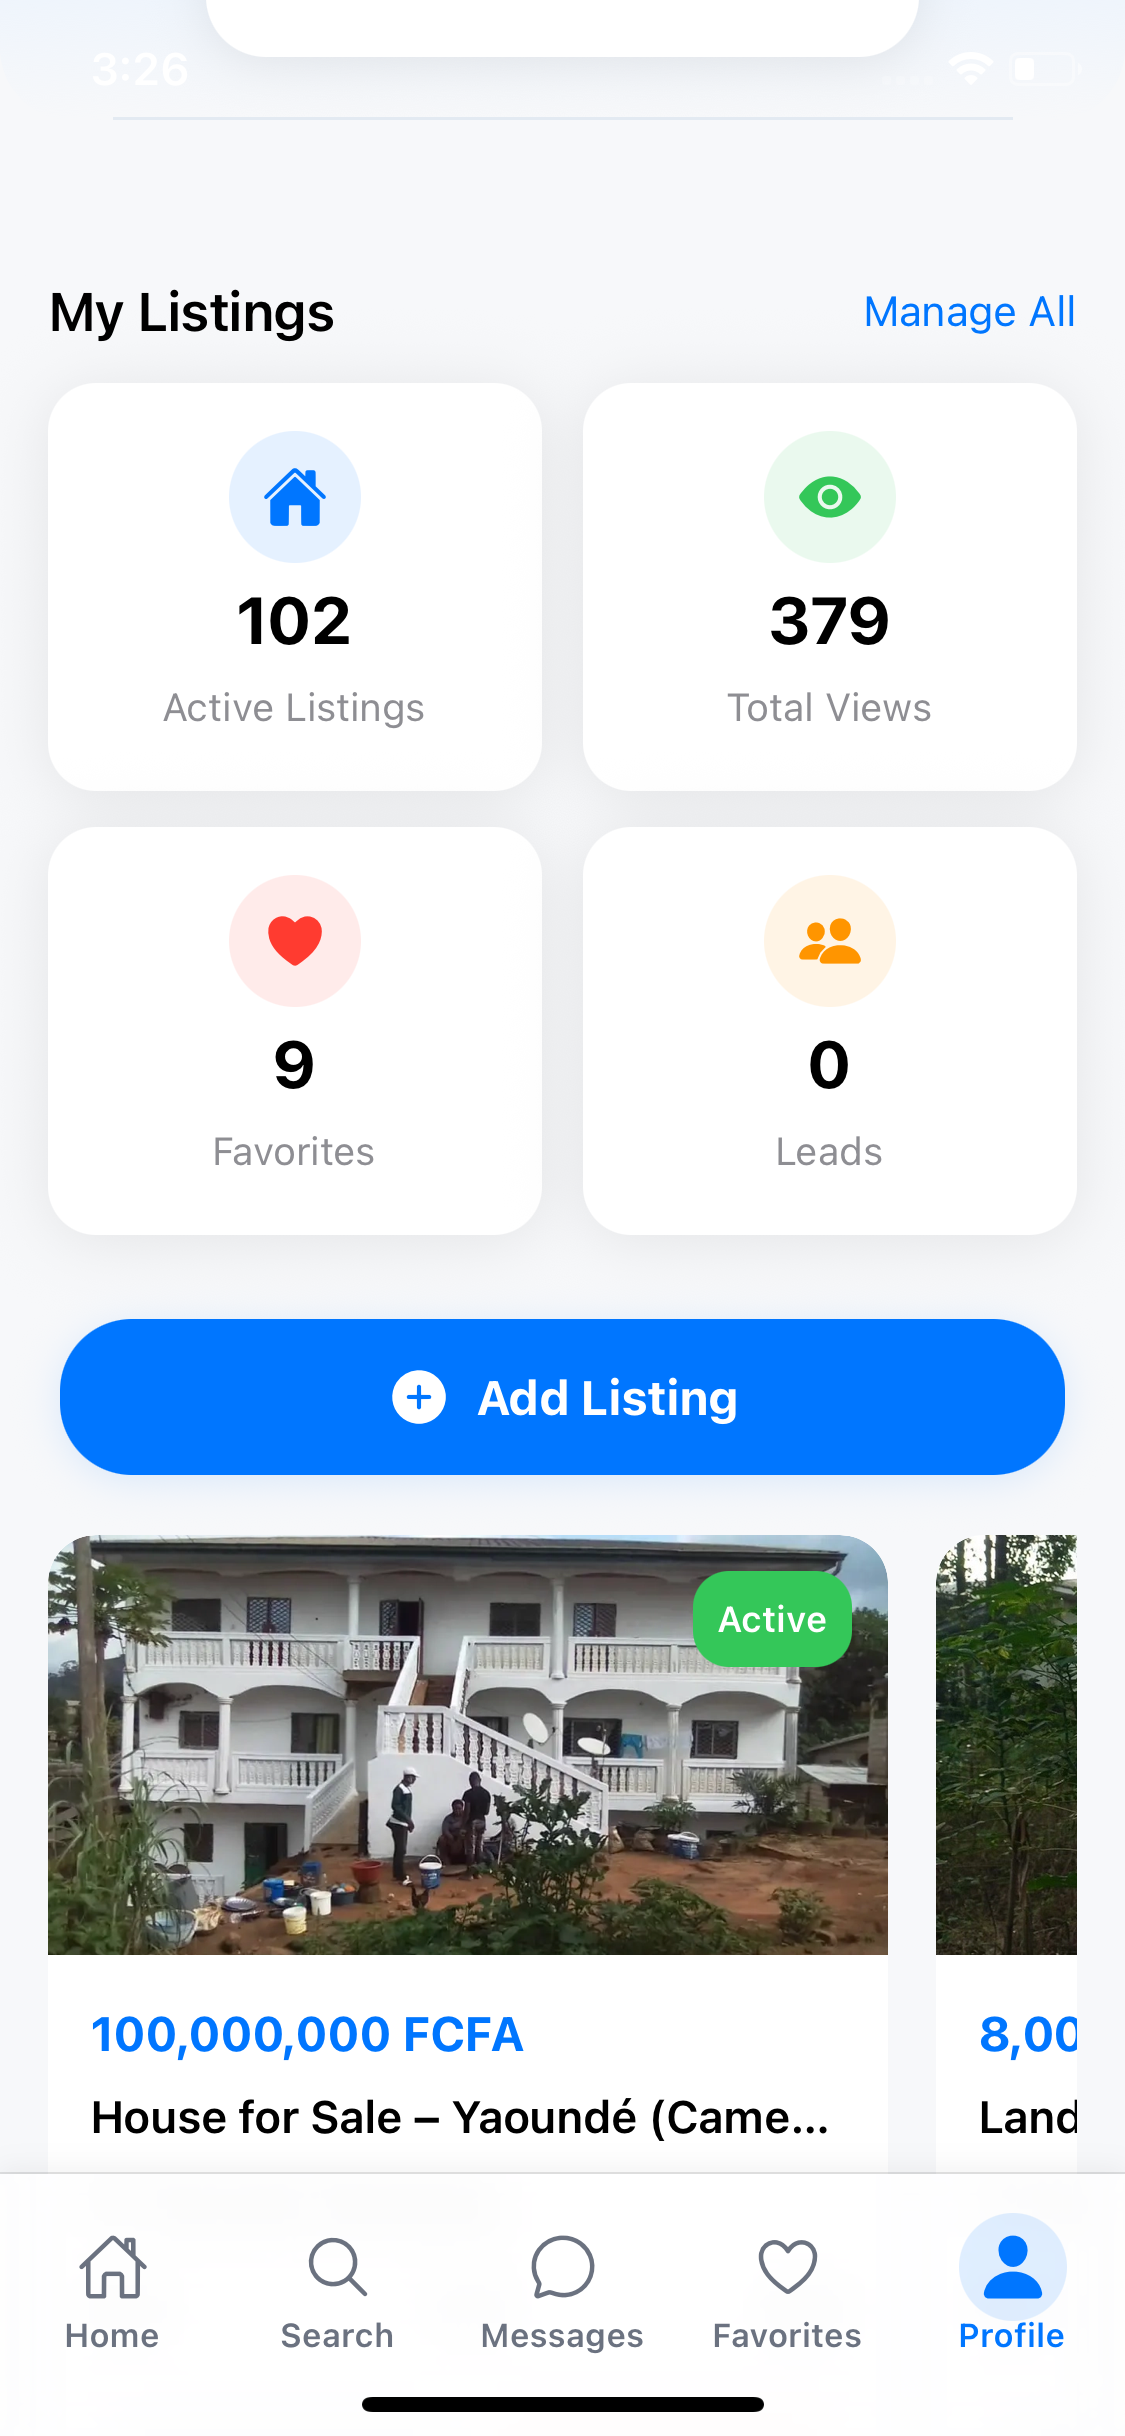 3:26
My Listings
Manage All
102
Active Listings
379
Total Views
9
Favorites
0
Leads
Add Listing
Active
100,000,000 FCFA
House for Sale – Yaoundé (Came...
8,00
Land
Home
Search
Messages
Favorites
Profile